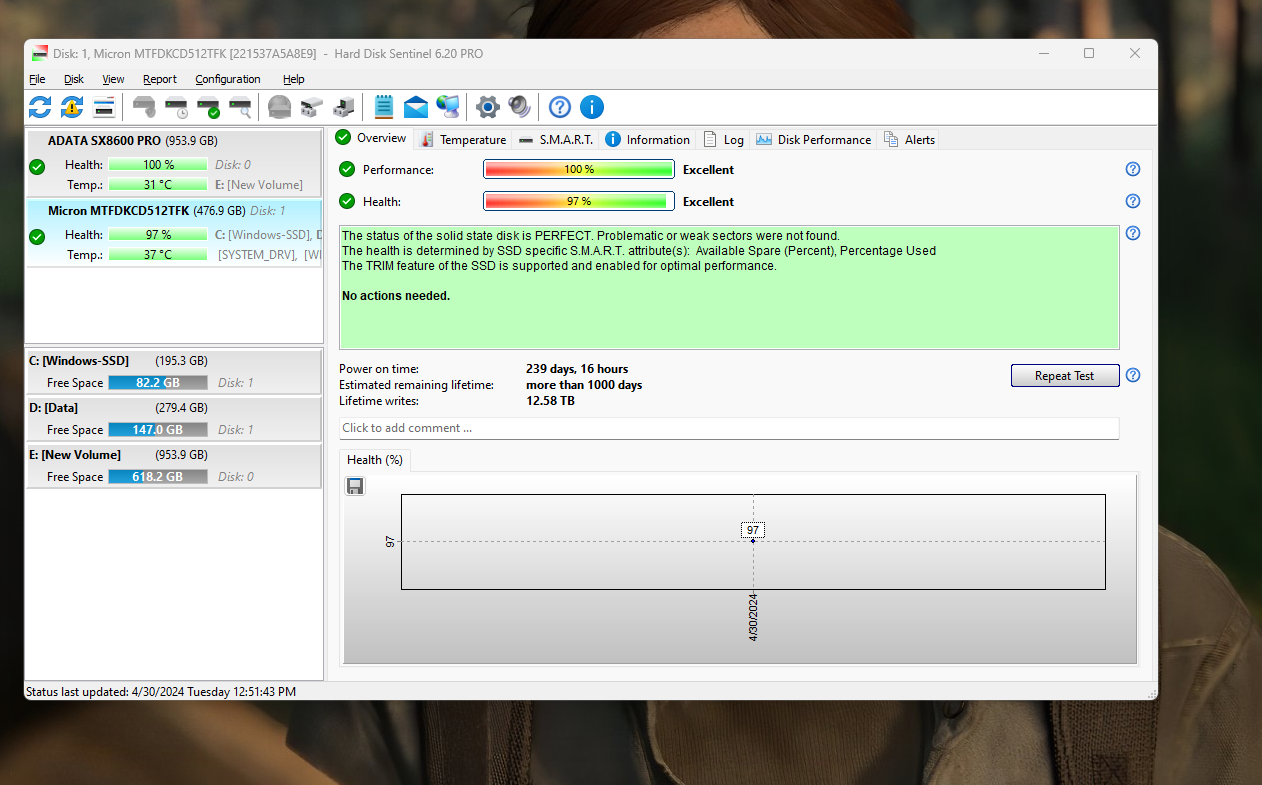 Disk: 1, Micron MTFDKCD512TFK [221537A5A8E9] - Hard Disk Sentinel 6.20 PRO
File Disk View Report Configuration Help
ADATA SX8600 PRO (953.9 GB)
Health: 100 % Disk: 0
Temp.: 31 °C E: [New Volume]
Micron MTFDKCD512TFK (476.9 GB) Disk: 1
Health: 97 % C: [Windows-SSD], D
Temp.: 37 °C [SYSTEM_DRV], [WI
C: [Windows-SSD] (195.3 GB)
Free Space 82.2 GB Disk: 1
D: [Data] (279.4 GB)
Free Space 147.0 GB Disk: 1
E: [New Volume] (953.9 GB)
Free Space 618.2 GB Disk: 0
Overview Temperature S.M.A.R.T. Information Log Disk Performance Alerts
Performance: 100 % Excellent
Health: 97 % Excellent
The status of the solid state disk is PERFECT. Problematic or weak sectors were not found.
The health is determined by SSD specific S.M.A.R.T. attribute(s): Available Spare (Percent), Percentage Used
The TRIM feature of the SSD is supported and enabled for optimal performance.
No actions needed.
Power on time: 239 days, 16 hours
Estimated remaining lifetime: more than 1000 days
Lifetime writes: 12.58 TB
Repeat Test
Click to add comment ...
Health (%)
97
97
4/30/2024
Status last updated: 4/30/2024 Tuesday 12:51:43 PM